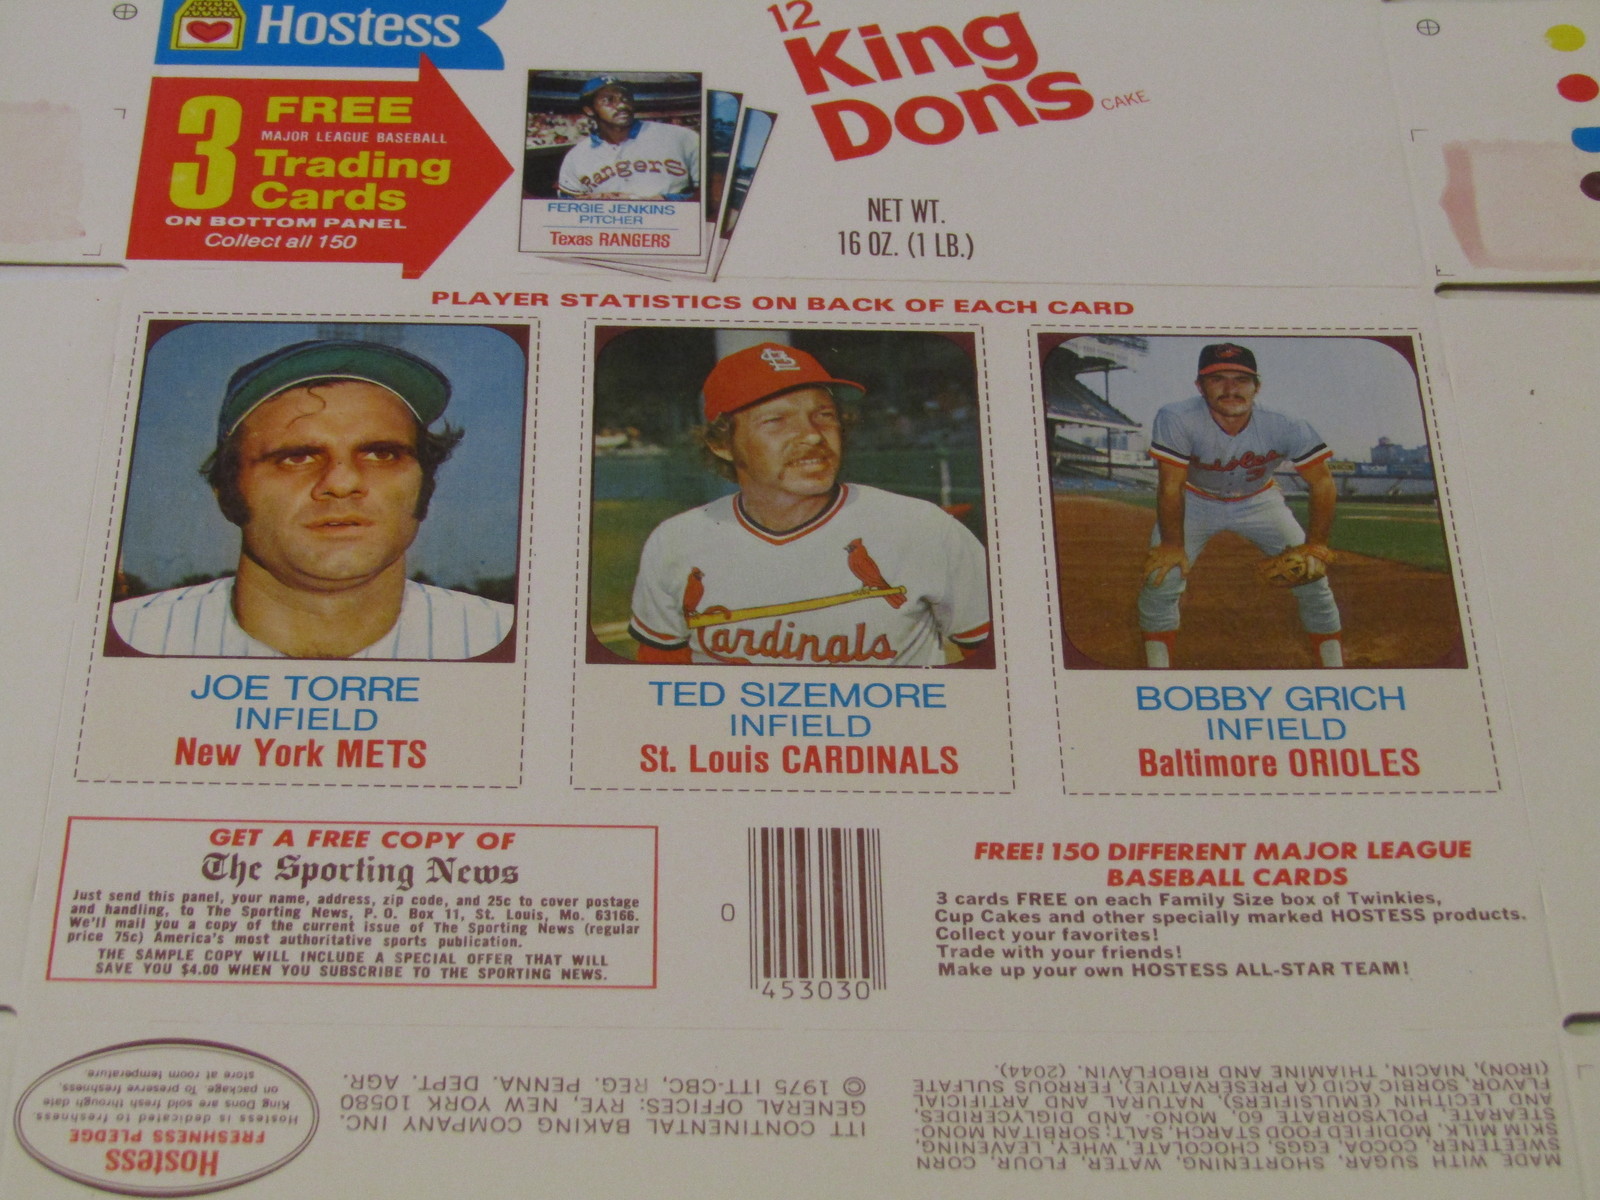 Hostess
3 FREE
MAJOR LEAGUE BASEBALL
Trading
Cards
ON BOTTOM PANEL
Collect all 150
Rangers
FERGIE JENKINS
PITCHER
Texas RANGERS
12
King
Dons CAKE
NET WT.
16 OZ. (1 LB.)
PLAYER STATISTICS ON BACK OF EACH CARD
JOE TORRE
INFIELD
New York METS
Cardinals
TED SIZEMORE
INFIELD
St. Louis CARDINALS
Orioles
BOBBY GRICH
INFIELD
Baltimore ORIOLES
GET A FREE COPY OF
The Sporting News
Just send this panel, your name, address, zip code, and 25c to cover postage
and handling, to The Sporting News, P. O. Box 11, St. Louis, Mo. 63166.
We'll mail you a copy of the current issue of The Sporting News (regular
price 75c) America's most authoritative sports publication.
THE SAMPLE COPY WILL INCLUDE A SPECIAL OFFER THAT WILL
SAVE YOU $4.00 WHEN YOU SUBSCRIBE TO THE SPORTING NEWS.
0
453030
FREE! 150 DIFFERENT MAJOR LEAGUE
BASEBALL CARDS
3 cards FREE on each Family Size box of Twinkies,
Cup Cakes and other specially marked HOSTESS products.
Collect your favorites!
Trade with your friends!
Make up your own HOSTESS ALL-STAR TEAM!
MADE WITH SUGAR, SHORTENING, WATER, FLOUR, CORN
SWEETENER, COCOA, EGGS, CHOCOLATE, WHEY, LEAVENING,
SKIM MILK, MODIFIED FOOD STARCH, SALT; SORBITAN MONO-
STEARATE, POLYSORBATE 60, MONO- AND DIGLYCERIDES,
AND LECITHIN (EMULSIFIERS), NATURAL AND ARTIFICIAL
FLAVOR, SORBIC ACID (A PRESERVATIVE), FERROUS SULFATE
(IRON), NIACIN, THIAMINE AND RIBOFLAVIN. (2044).
ITT CONTINENTAL BAKING COMPANY INC.
GENERAL OFFICES: RYE, NEW YORK 10580
© 1975 ITT-CBC, REG. PENNA. DEPT. AGR.
Hostess
FRESHNESS PLEDGE
Hostess is dedicated to freshness
King Dons are sold fresh through date
on package. To preserve freshness
store at room temperature.